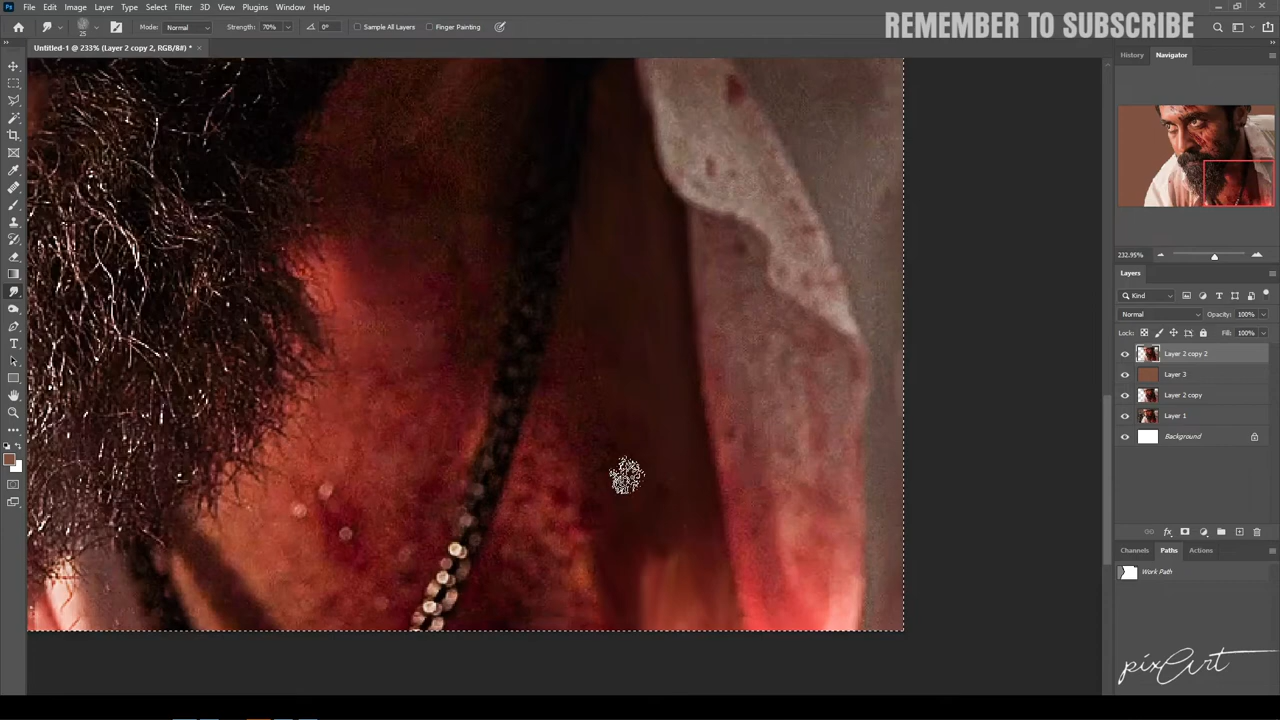 File Edit Image Layer Type Select Filter 3D View Plugins Window Help
REMEMBER TO SUBSCRIBE
25 Mode: Normal Strength: 70% 0° Sample All Layers Finger Painting
Untitled-1 @ 233% (Layer 2 copy 2, RGB/8#) *
History Navigator
232.95%
Layers
Kind
Normal Opacity: 100%
Lock: Fill: 100%
Layer 2 copy 2
Layer 3
Layer 2 copy
Layer 1
Background
Channels Paths Actions
Work Path
pixArt